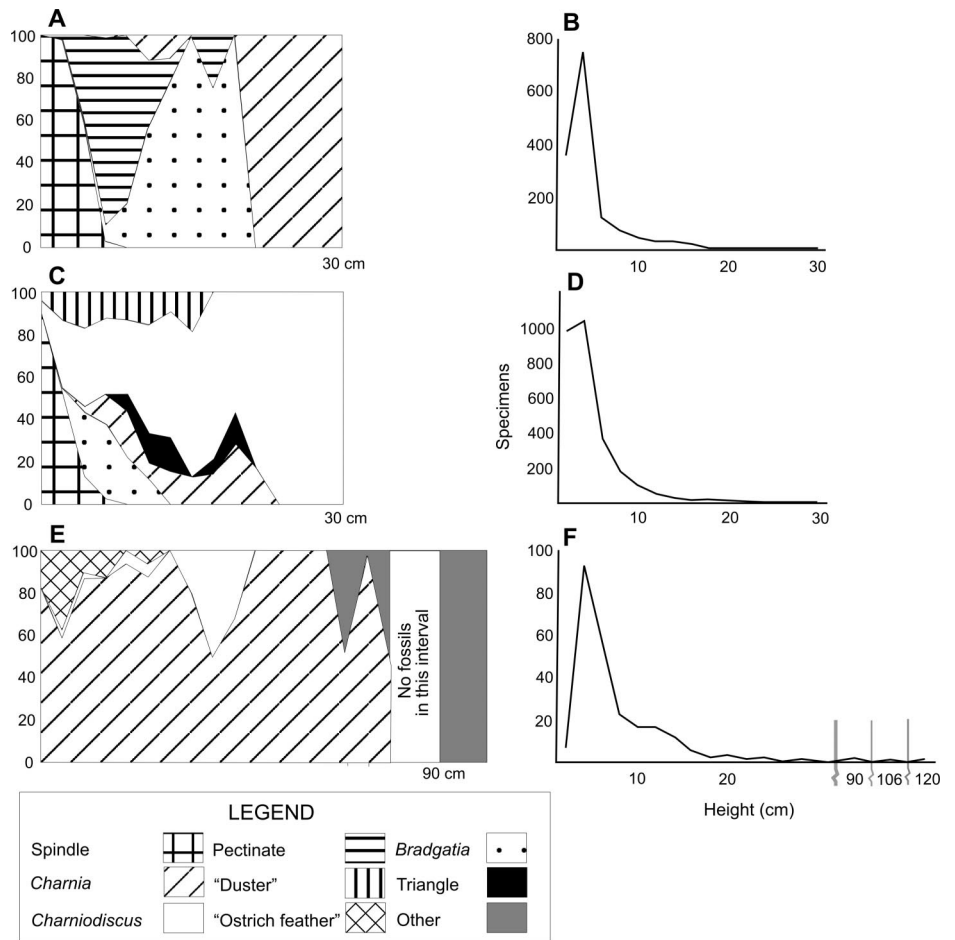 A
100
80
60
40
20
0
30 cm
B
800
600
400
200
10
20
30
C
100
80
60
40
20
0
30 cm
D
1000
800
600
400
200
10
20
30
Specimens
E
100
80
60
40
20
0
No fossils
in this interval
90 cm
F
100
80
60
40
20
10
20
90
106
120
Height (cm)
LEGEND
Spindle Pectinate Bradgatia
Charnia “Duster” Triangle
Charniodiscus “Ostrich feather” Other